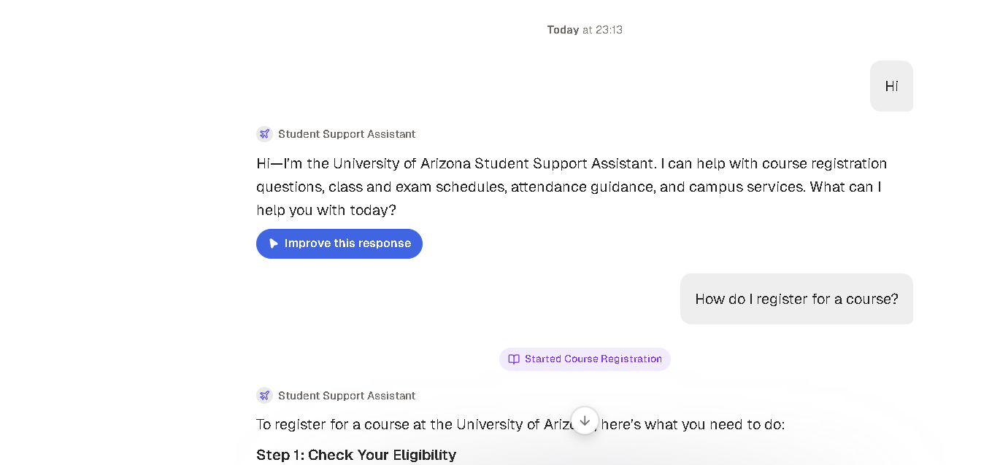 Today at 23:13
Hi
Student Support Assistant
Hi—I'm the University of Arizona Student Support Assistant. I can help with course registration
questions, class and exam schedules, attendance guidance, and campus services. What can I
help you with today?
Improve this response
How do I register for a course?
Started Course Registration
Student Support Assistant
To register for a course at the University of here's what you need to do:
Step 1: Check Your Eligibility